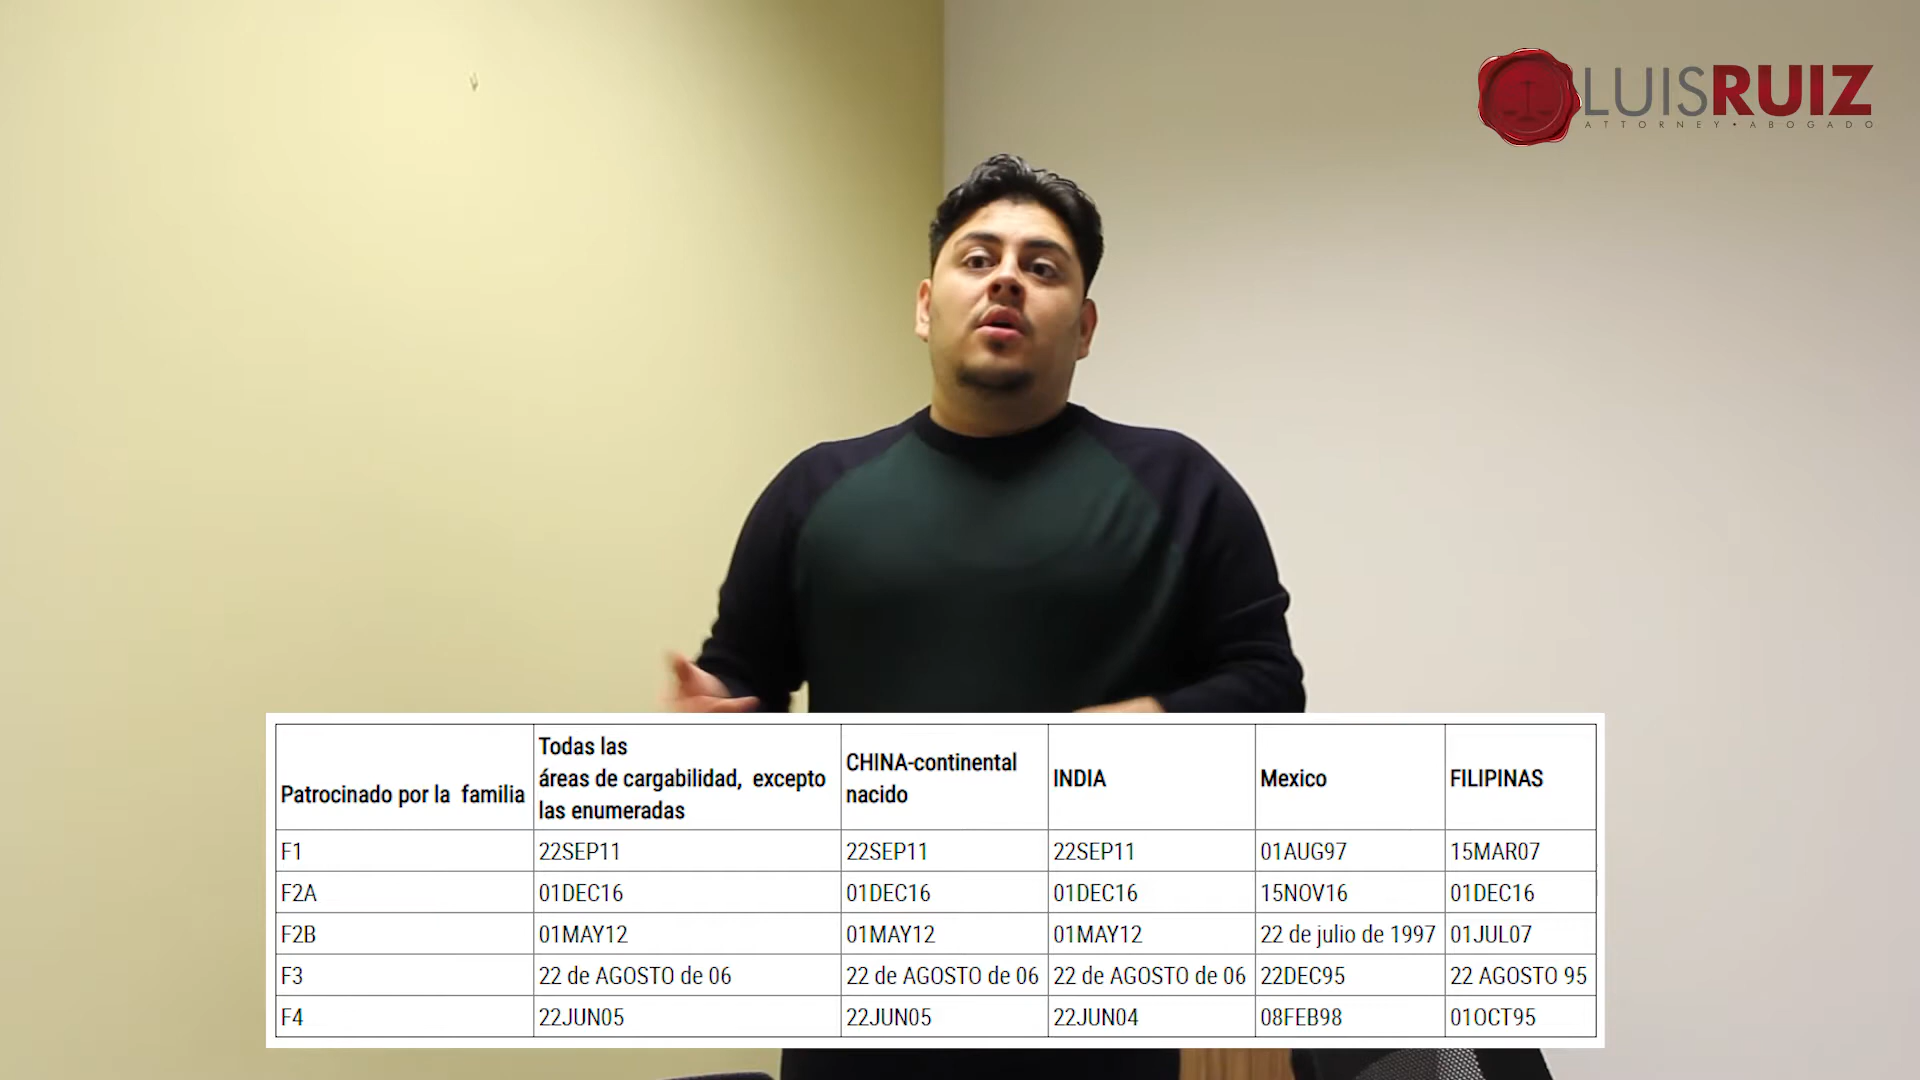 LUISRUIZ
ATTORNEY • ABOGADO
Patrocinado por la familia
Todas las
áreas de cargabilidad, excepto
las enumeradas
CHINA-continental
nacido
INDIA
Mexico
FILIPINAS
F1 22SEP11 22SEP11 22SEP11 01AUG97 15MAR07
F2A 01DEC16 01DEC16 01DEC16 15NOV16 01DEC16
F2B 01MAY12 01MAY12 01MAY12 22 de julio de 1997 01JUL07
F3 22 de AGOSTO de 06 22 de AGOSTO de 06 22 de AGOSTO de 06 22DEC95 22 AGOSTO 95
F4 22JUN05 22JUN05 22JUN04 08FEB98 01OCT95